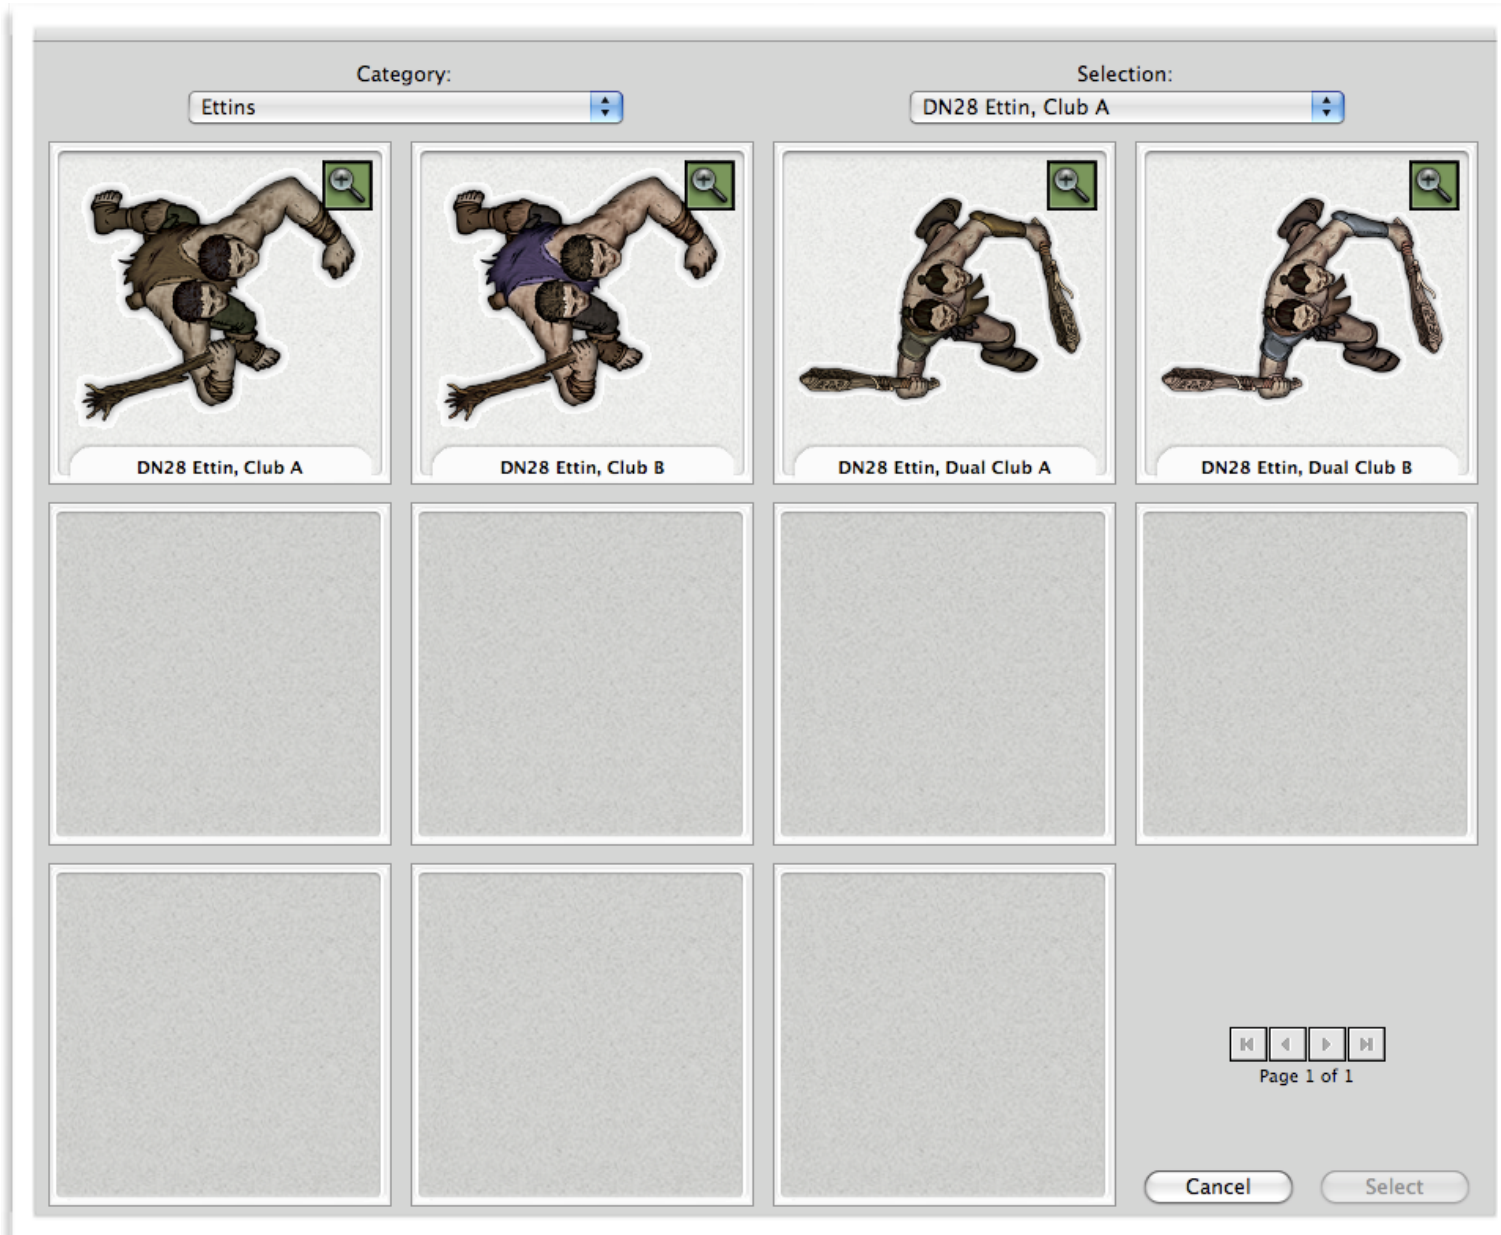 Category:
Selection:
Ettins
DN28 Ettin, Club A
DN28 Ettin, Club A
DN28 Ettin, Club B
DN28 Ettin, Dual Club A
DN28 Ettin, Dual Club B
Page 1 of 1
Cancel
Select